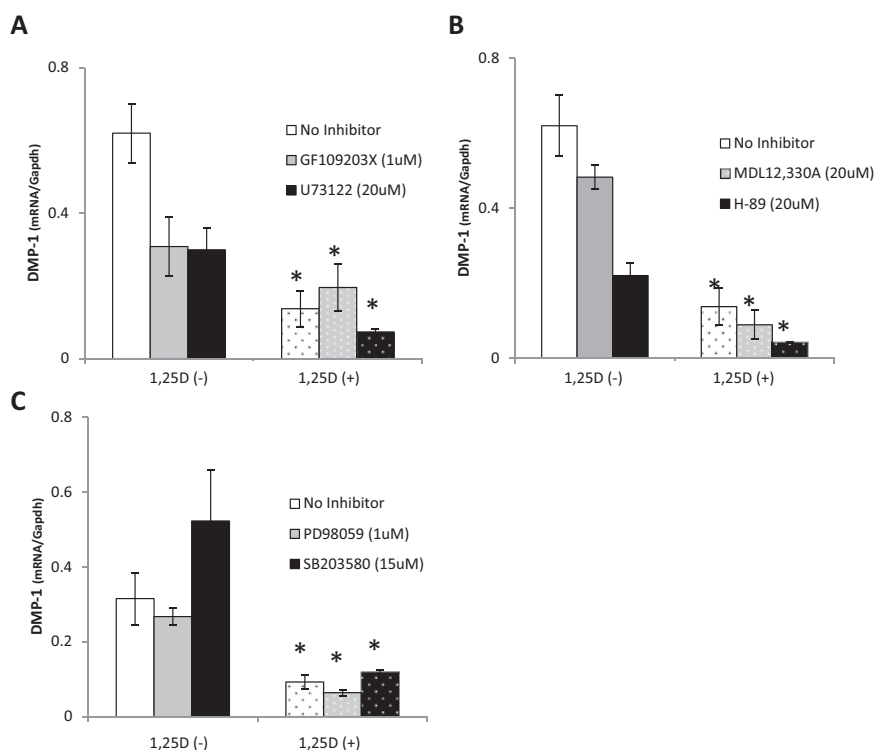 A
DMP-1 (mRNA/Gapdh)
0.8
0.4
0
No Inhibitor
GF109203X (1uM)
U73122 (20uM)
* * *
1,25D (-) 1,25D (+)
B
DMP-1 (mRNA/Gapdh)
0.8
0.4
0
No Inhibitor
MDL12,330A (20uM)
H-89 (20uM)
* * *
1,25D (-) 1,25D (+)
C
DMP-1 (mRNA/Gapdh)
0.8
0.6
0.4
0.2
0
No Inhibitor
PD98059 (1uM)
SB203580 (15uM)
* * *
1,25D (-) 1,25D (+)